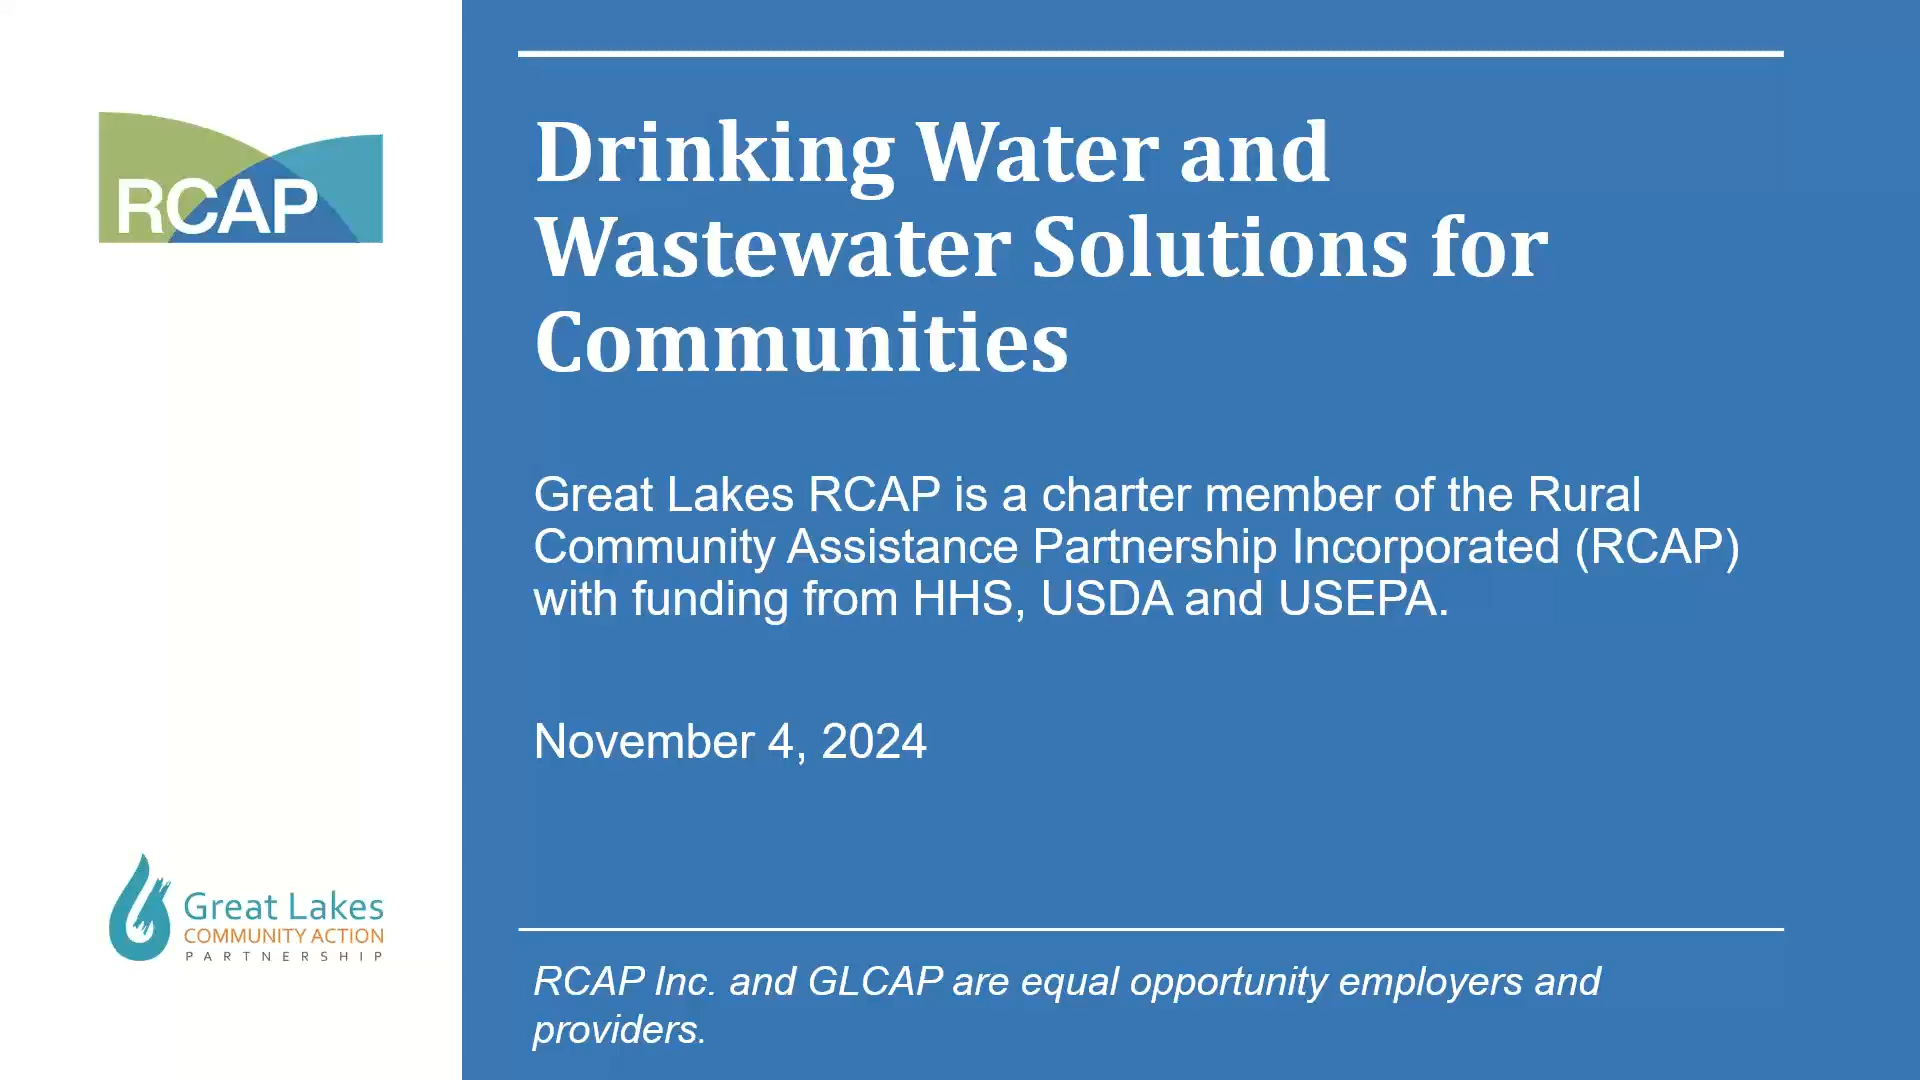 RCAP
Drinking Water and
Wastewater Solutions for
Communities
Great Lakes RCAP is a charter member of the Rural
Community Assistance Partnership Incorporated (RCAP)
with funding from HHS, USDA and USEPA.
November 4, 2024
Great Lakes
COMMUNITY ACTION
PARTNERSHIP
RCAP Inc. and GLCAP are equal opportunity employers and
providers.